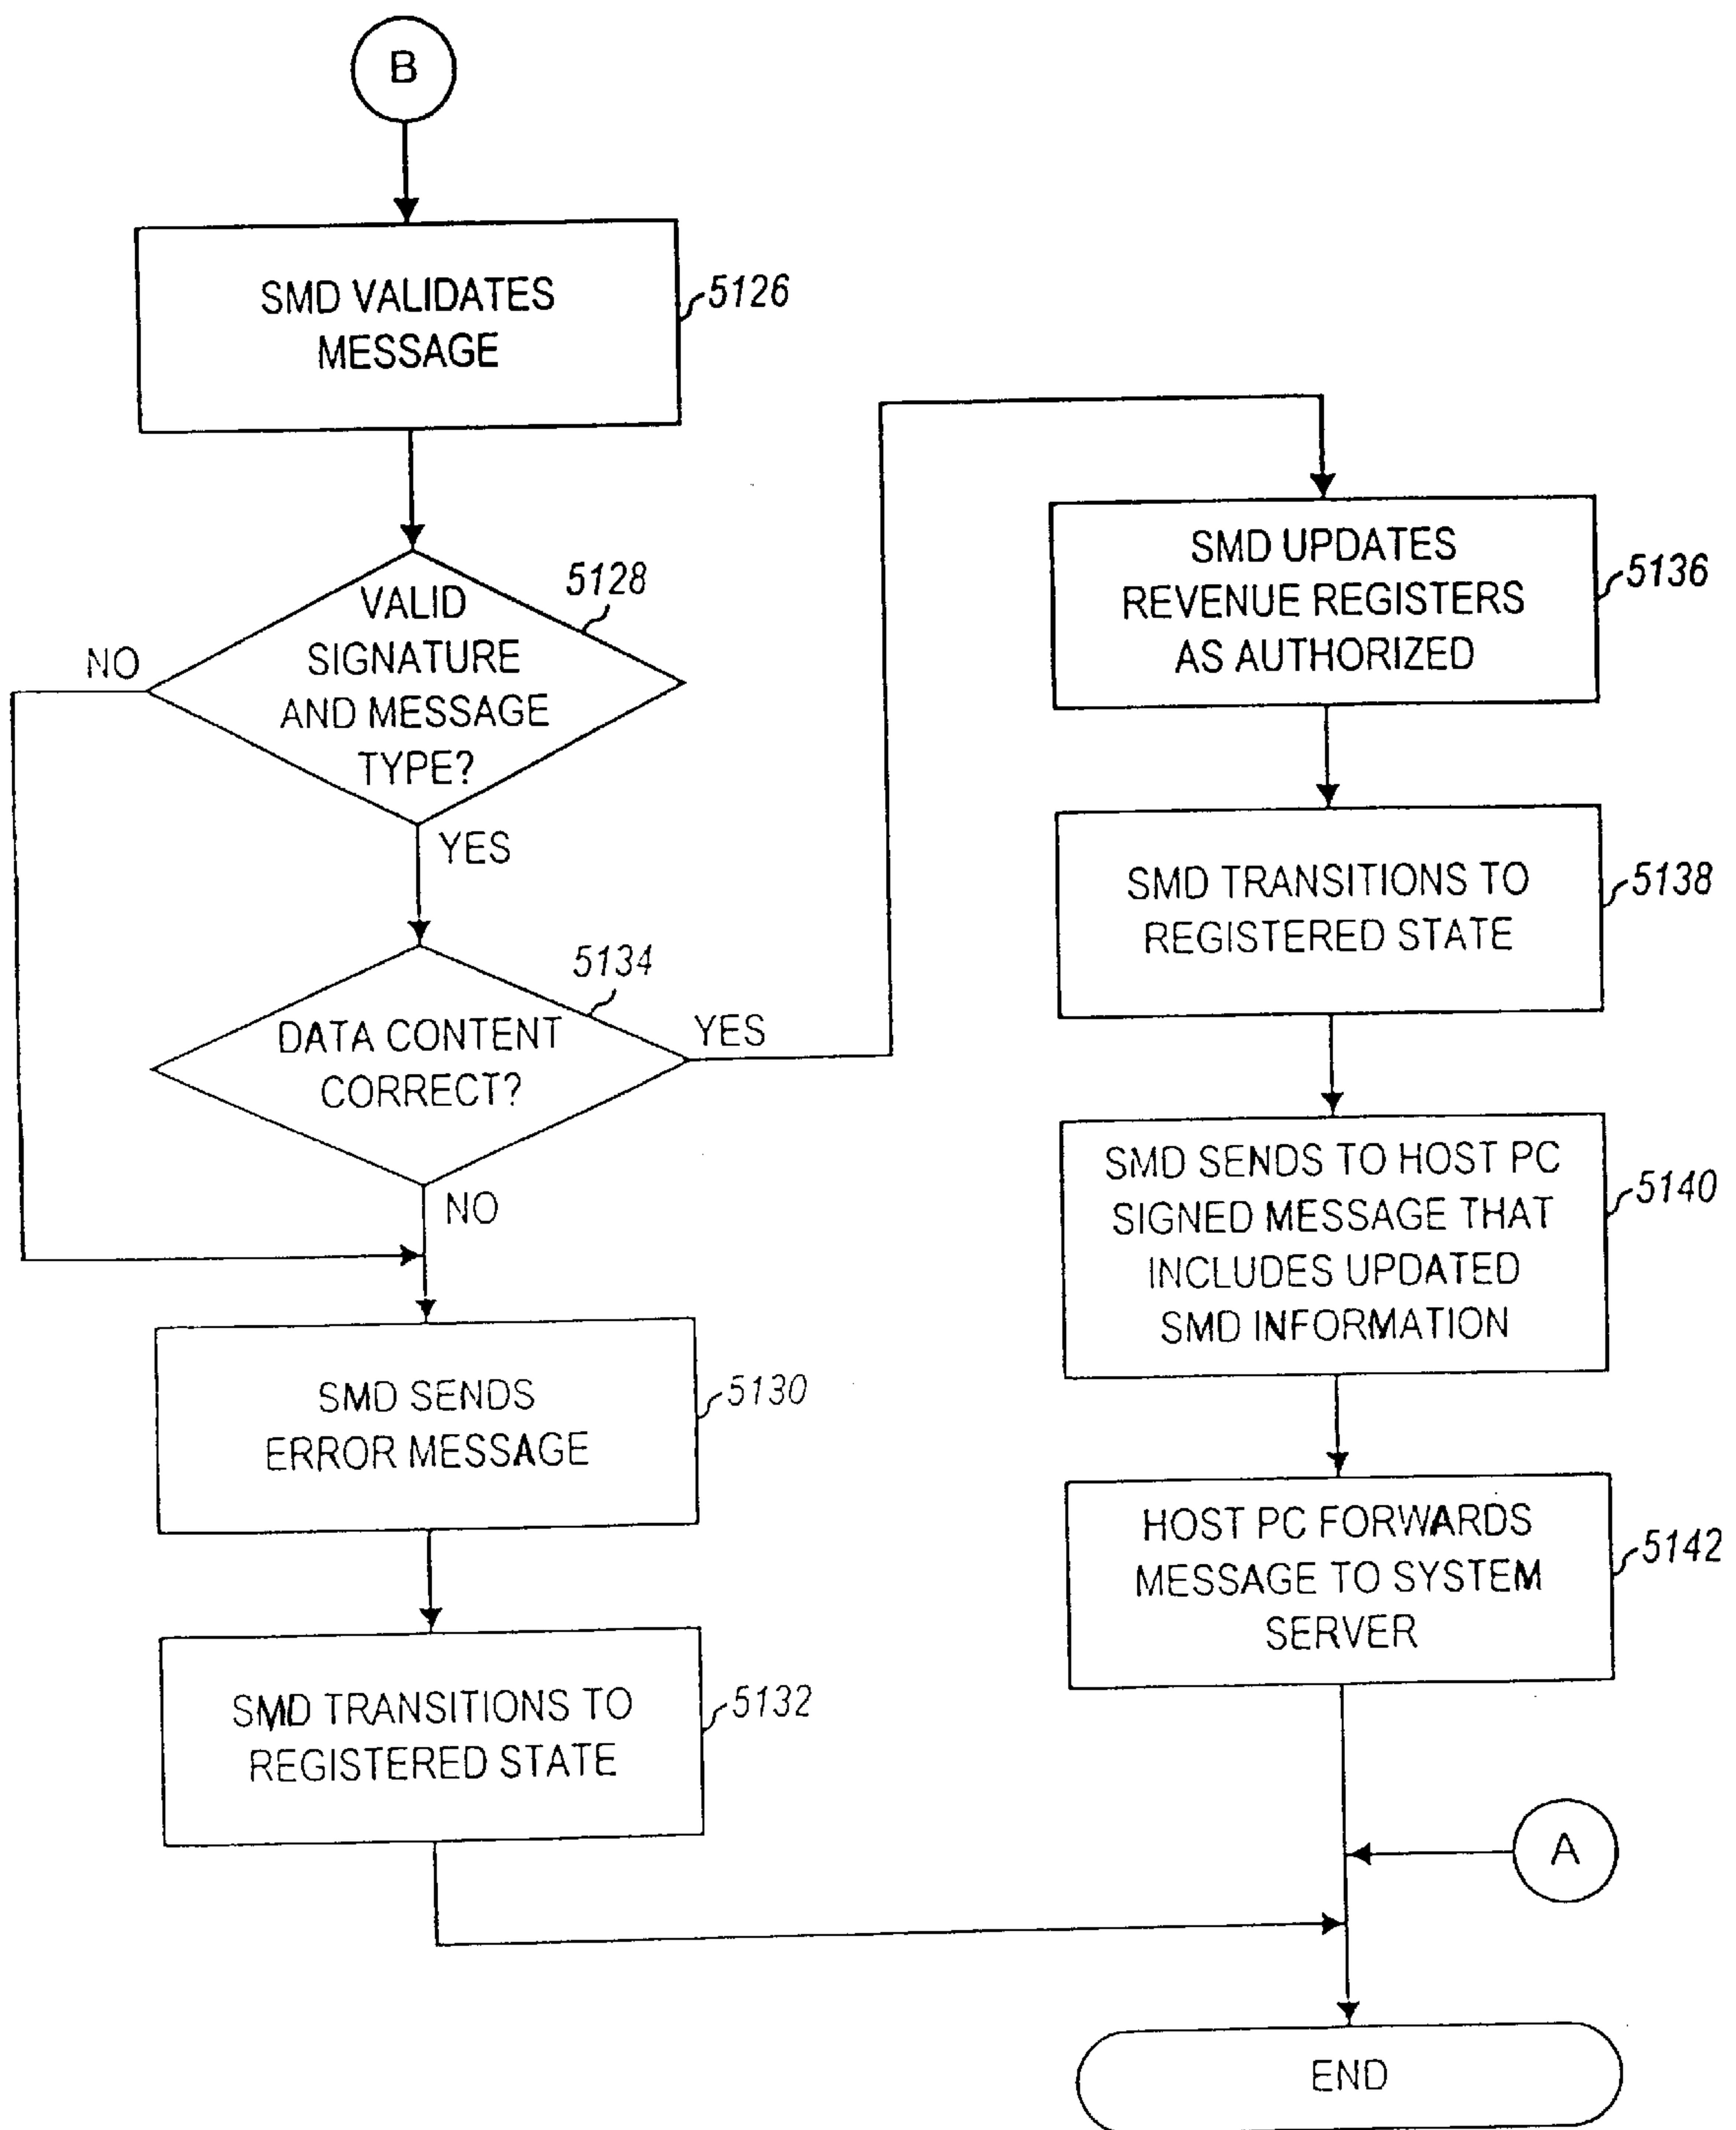 B
SMD VALIDATES
MESSAGE
5126
VALID
SIGNATURE
AND MESSAGE
TYPE?
5128
NO
YES
DATA CONTENT
CORRECT?
5134
YES
NO
SMD SENDS
ERROR MESSAGE
5130
SMD TRANSITIONS TO
REGISTERED STATE
5132
SMD UPDATES
REVENUE REGISTERS
AS AUTHORIZED
5136
SMD TRANSITIONS TO
REGISTERED STATE
5138
SMD SENDS TO HOST PC
SIGNED MESSAGE THAT
INCLUDES UPDATED
SMD INFORMATION
5140
HOST PC FORWARDS
MESSAGE TO SYSTEM
SERVER
5142
A
END